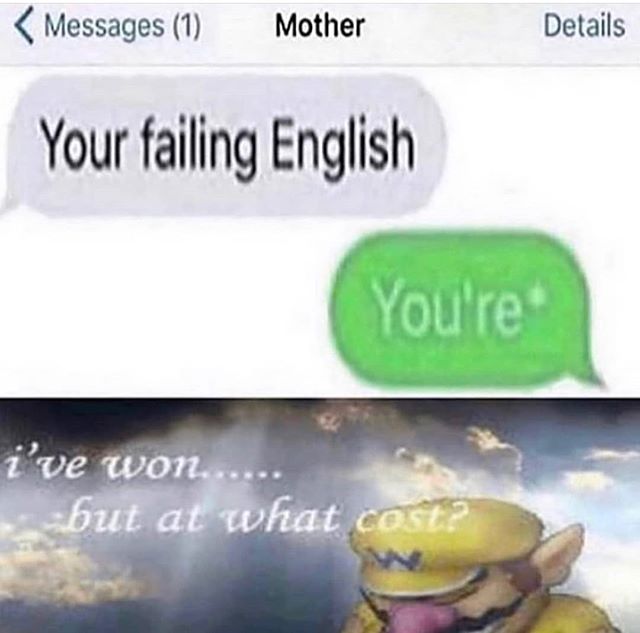 Messages (1) Mother Details
Your failing English
You're*
i've won......
but at what cost?
W